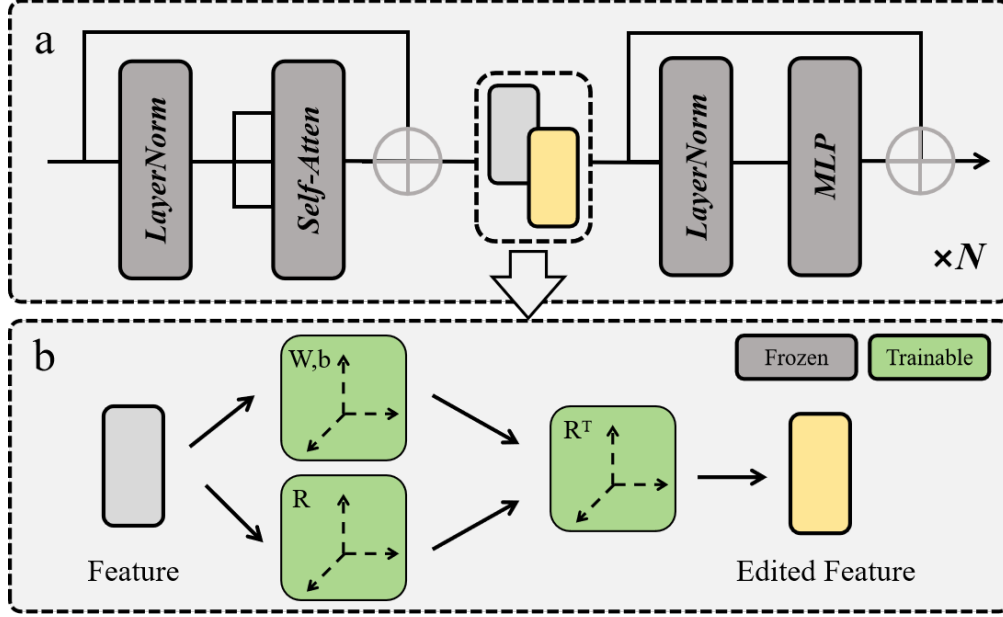 a
LayerNorm
Self-Atten
LayerNorm
MLP
×N
b
Frozen
Trainable
W,b
R
Rᵀ
Feature
Edited Feature